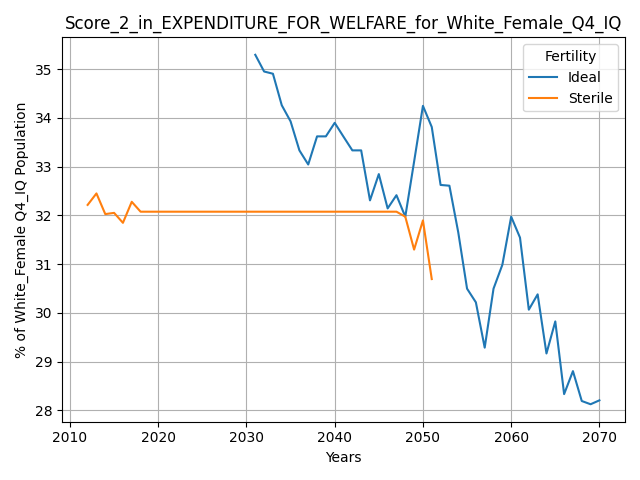 Score_2_in_EXPENDITURE_FOR_WELFARE_for_White_Female_Q4_IQ
Fertility
Ideal
Sterile
% of White_Female Q4_IQ Population
35
34
33
32
31
30
29
28
2010 2020 2030 2040 2050 2060 2070
Years